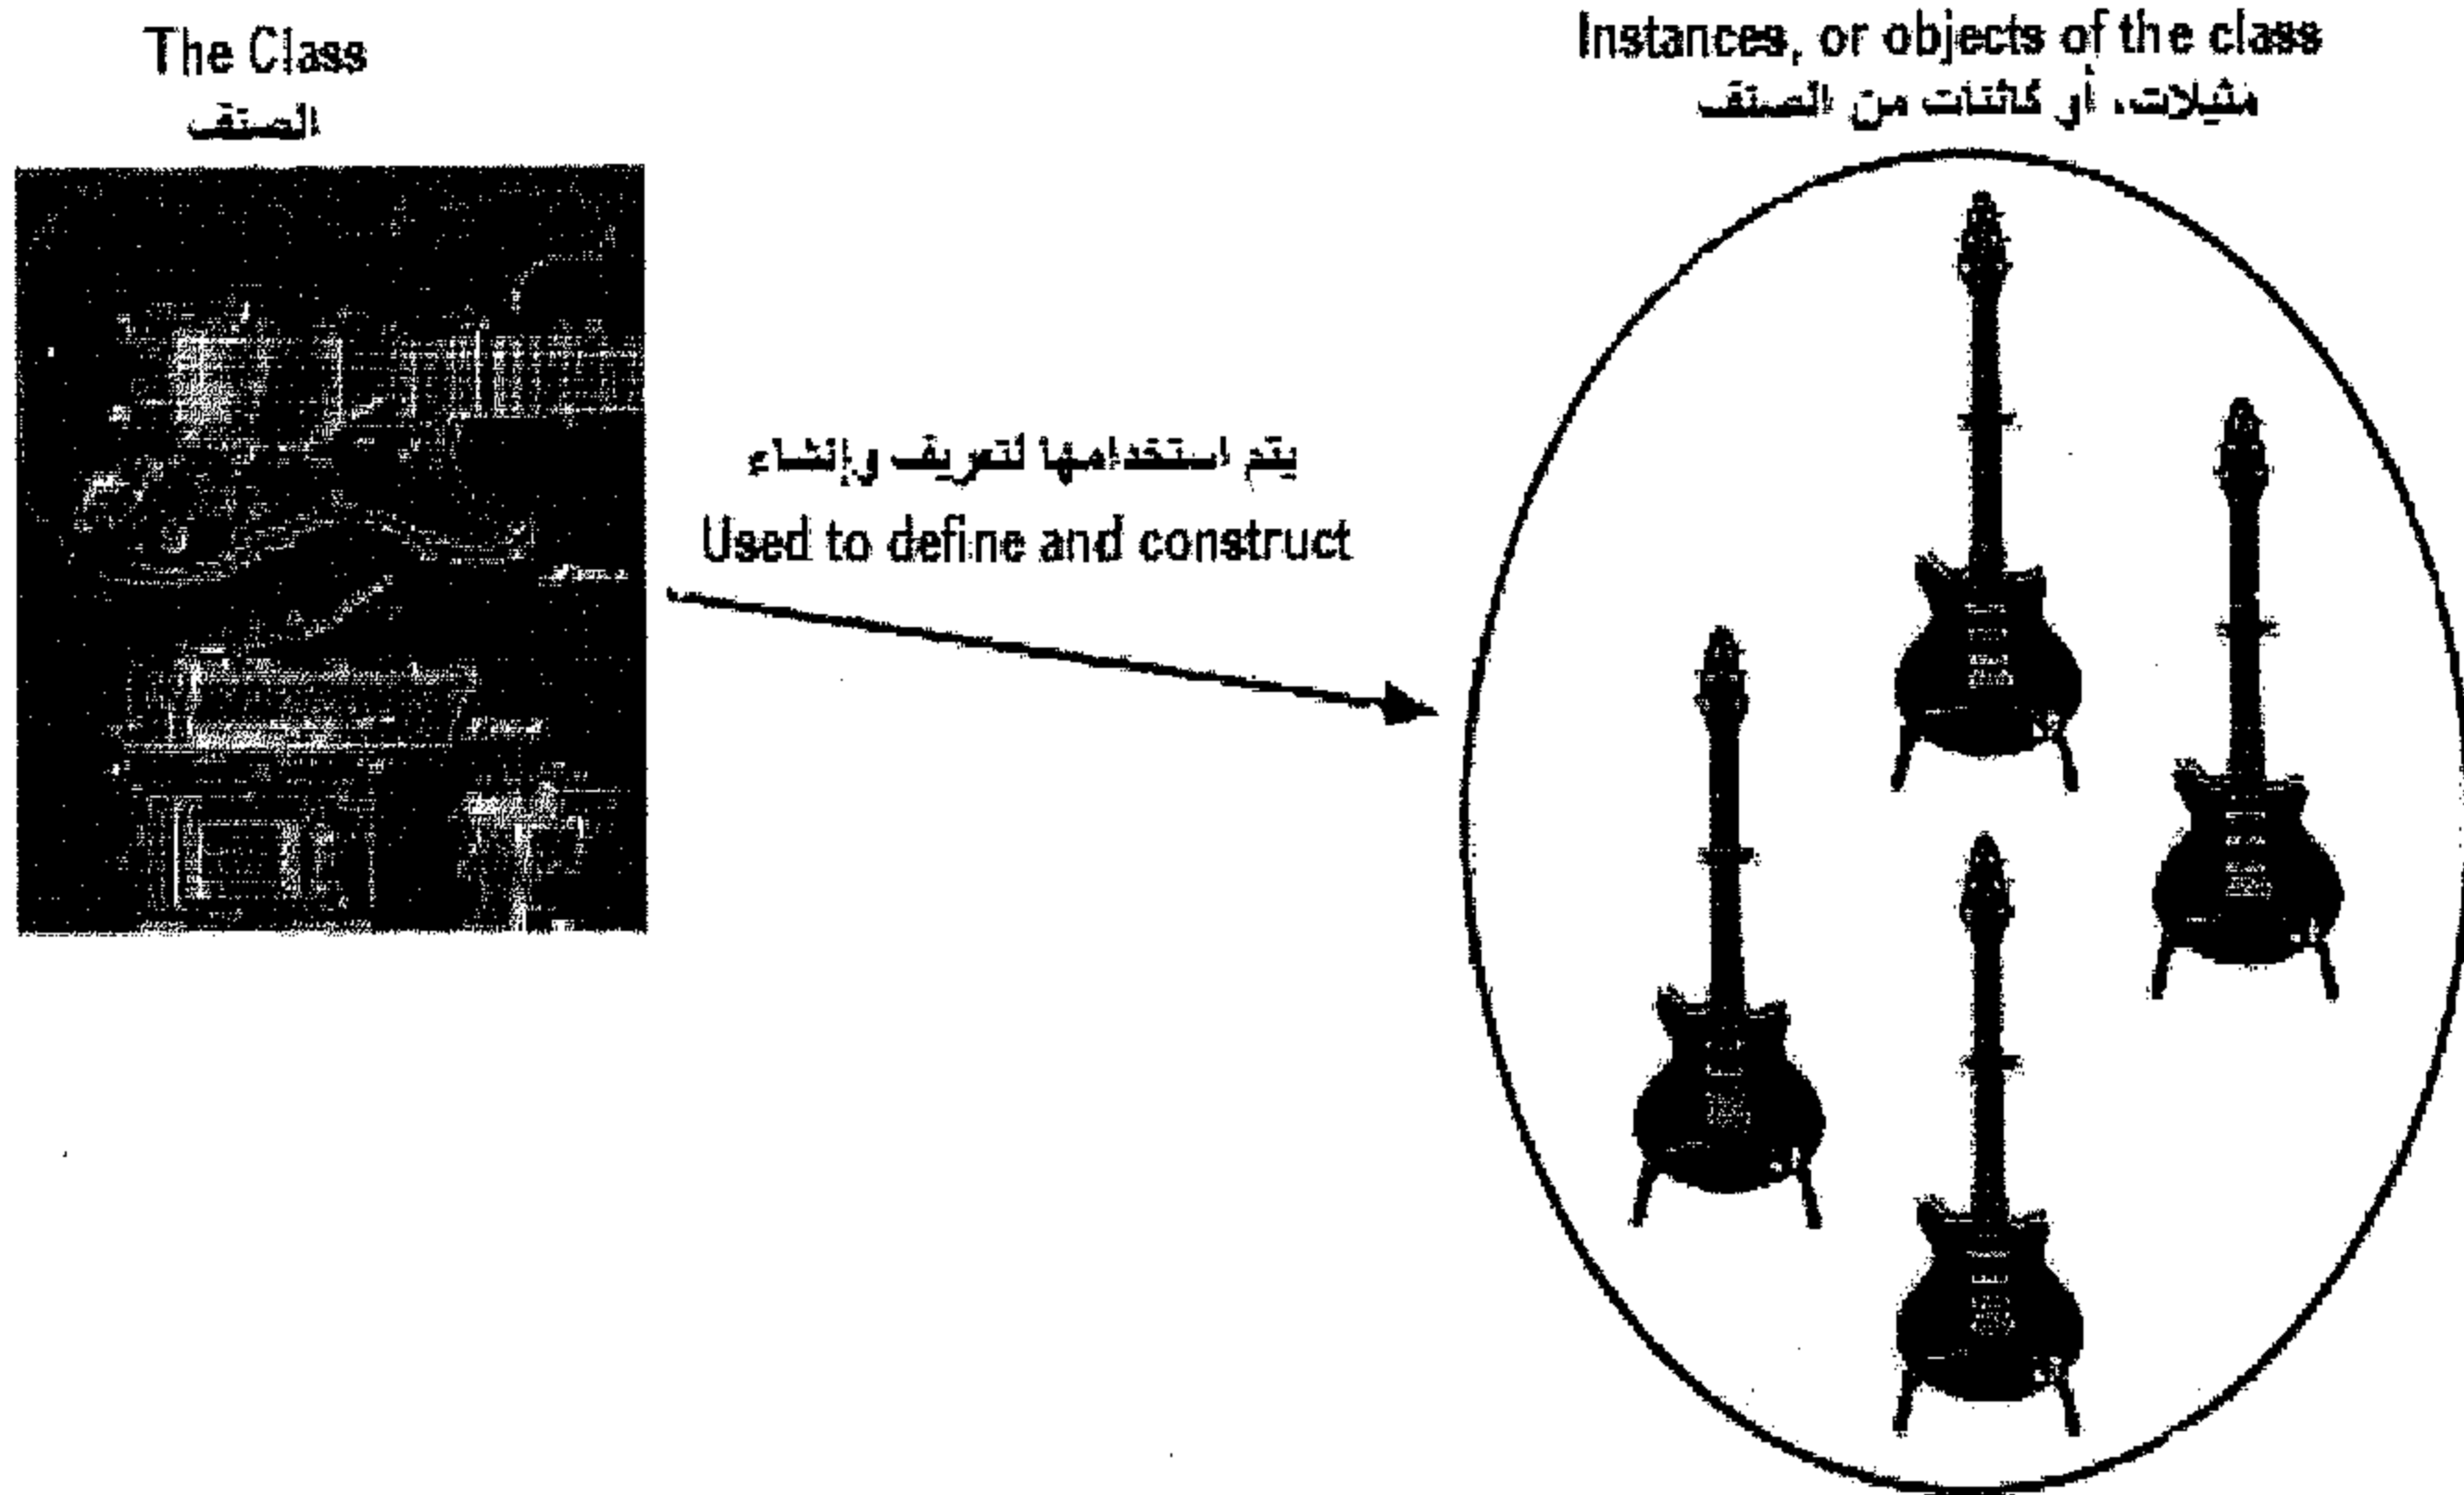 The Class
الصنف
Instances, or objects of the class
مثيلات، أو كائنات من الصنف
يتم استخدامها لتعريف وإنشاء
Used to define and construct